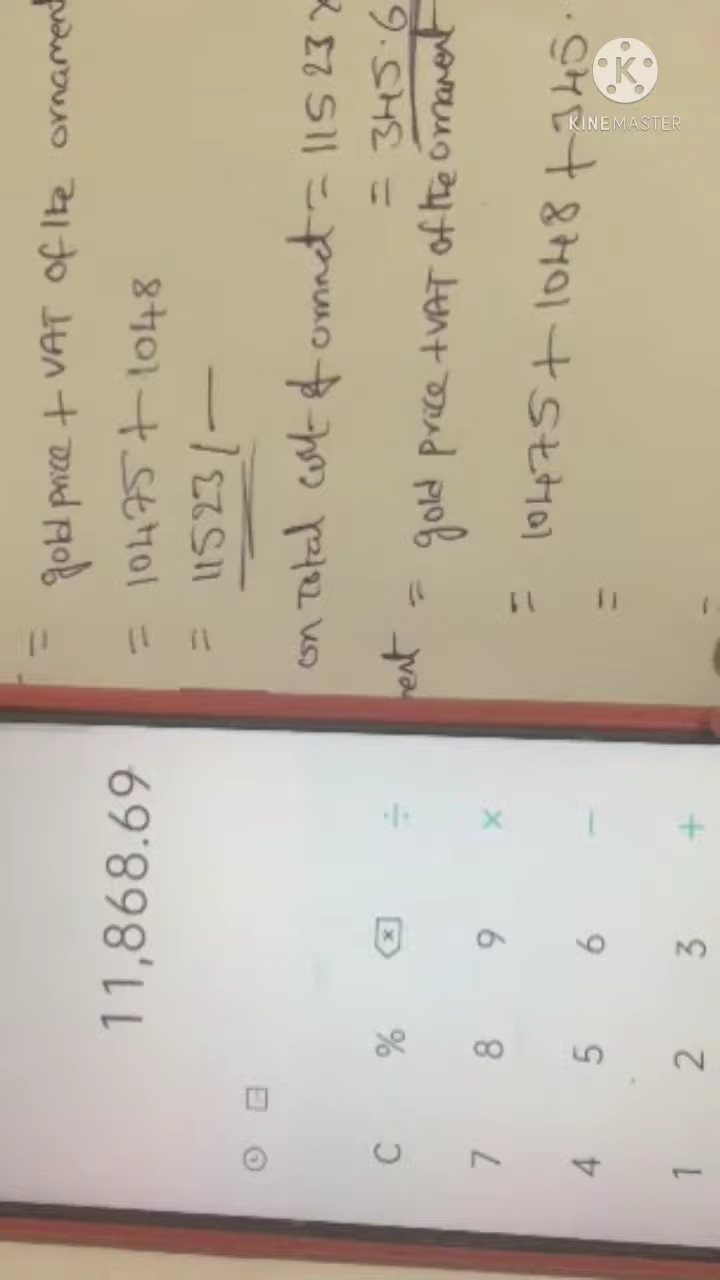 =
gold price + VAT of the ornament
= 10475 + 1048
= 11523/—
on total cost of ornnet = 11523 x
= 345.6
ment = gold price + VAT of the ornament
= 10475 + 1048 + 345.
=
=
KINEMASTER
11,868.69
C % ÷
7 8 9 ×
4 5 6 −
1 2 3 +